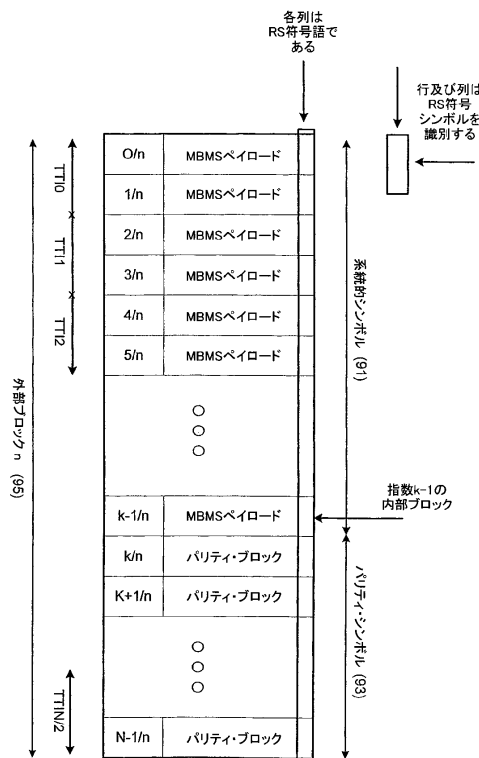 各列は
RS符号語で
ある
行及び列は
RS符号
シンボルを
識別する
TTI0
TTI1
TTI2
外部ブロック n (95)
O/n MBMSペイロード
1/n MBMSペイロード
2/n MBMSペイロード
3/n MBMSペイロード
4/n MBMSペイロード
5/n MBMSペイロード
系統的シンボル (91)
k-1/n MBMSペイロード
指数k-1の
内部ブロック
k/n パリティ・ブロック
K+1/n パリティ・ブロック
パリティ・シンボル (93)
TTIN/2
N-1/n パリティ・ブロック